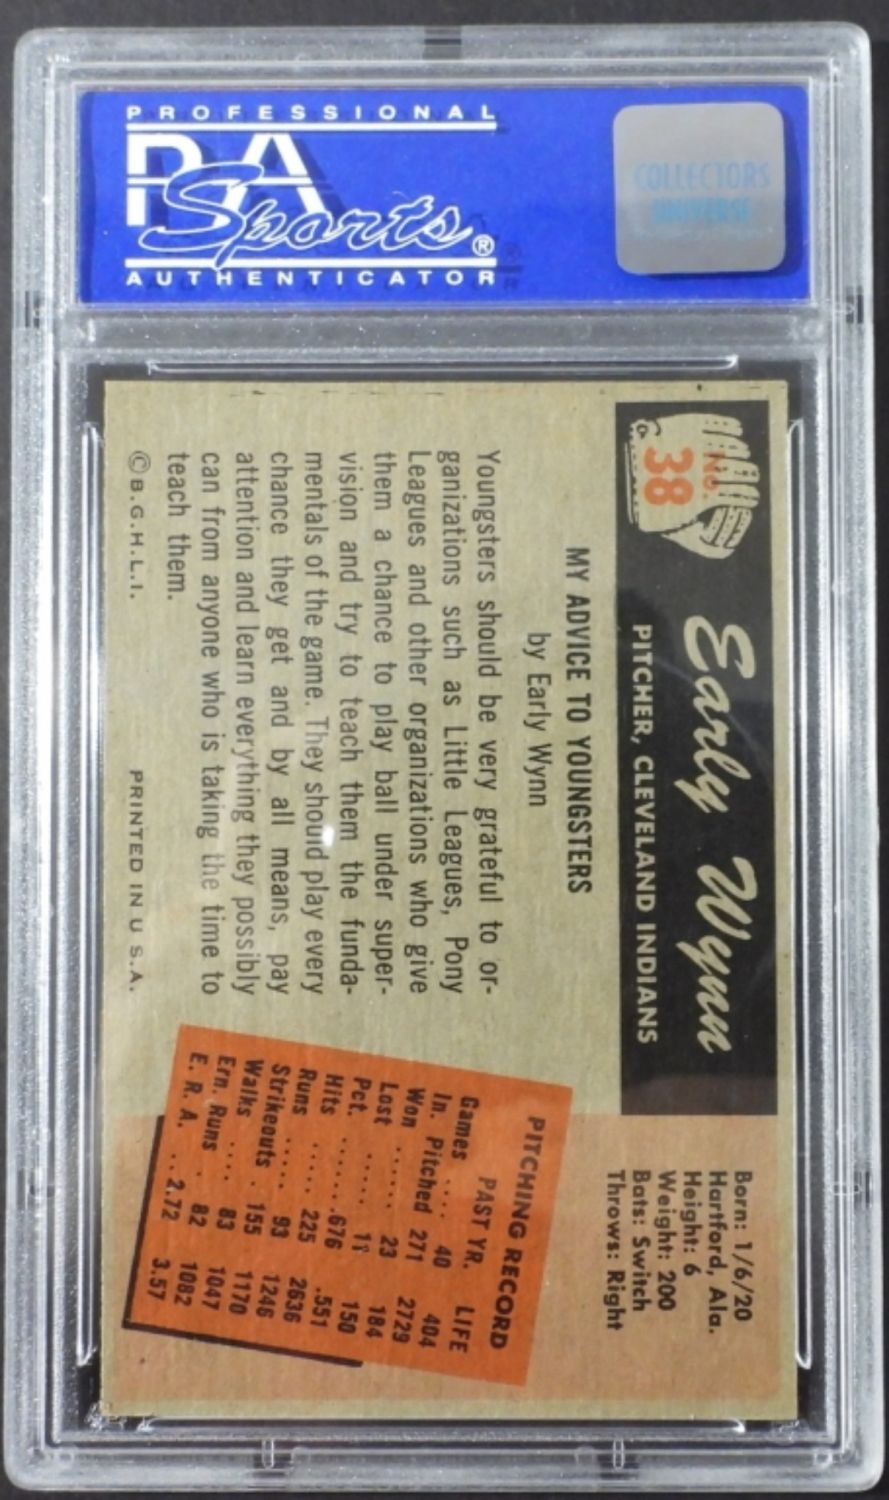 PROFESSIONAL
PSA
Sports®
AUTHENTICATOR
COLLECTORS
UNIVERSE
No.
38
Early Wynn
PITCHER, CLEVELAND INDIANS
Born: 1/6/20
Hartford, Ala.
Height: 6
Weight: 200
Bats: Switch
Throws: Right
MY ADVICE TO YOUNGSTERS
by Early Wynn
Youngsters should be very grateful to or-
ganizations such as Little Leagues, Pony
Leagues and other organizations who give
them a chance to play ball under super-
vision and try to teach them the funda-
mentals of the game. They should play every
chance they get and by all means, pay
attention and learn everything they possibly
can from anyone who is taking the time to
teach them.
©B.G.H.L.I. PRINTED IN U.S.A.
PITCHING RECORD
PAST YR. LIFE
Games .... 40 404
In. Pitched 271 2729
Won ...... 23 184
Lost ...... 11 150
Pct. ....... .676 .551
Hits ...... 225 2636
Runs ..... 93 1246
Strikeouts . 155 1170
Walks .... 83 1047
Ern. Runs . 82 1082
E. R. A. .. 2.72 3.57